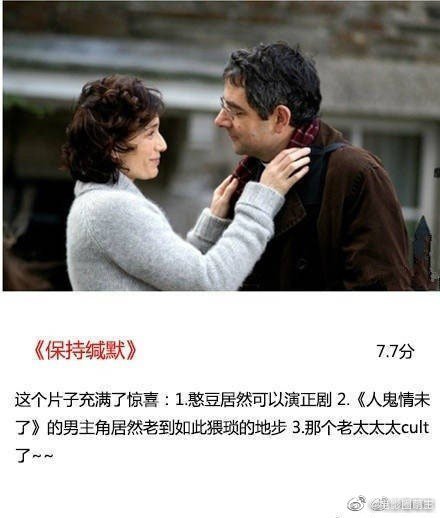 《保持缄默》
7.7分
这个片子充满了惊喜：1.憨豆居然可以演正剧 2.《人鬼情未
了》的男主角居然老到如此猥琐的地步 3.那个老太太太cult
了~~